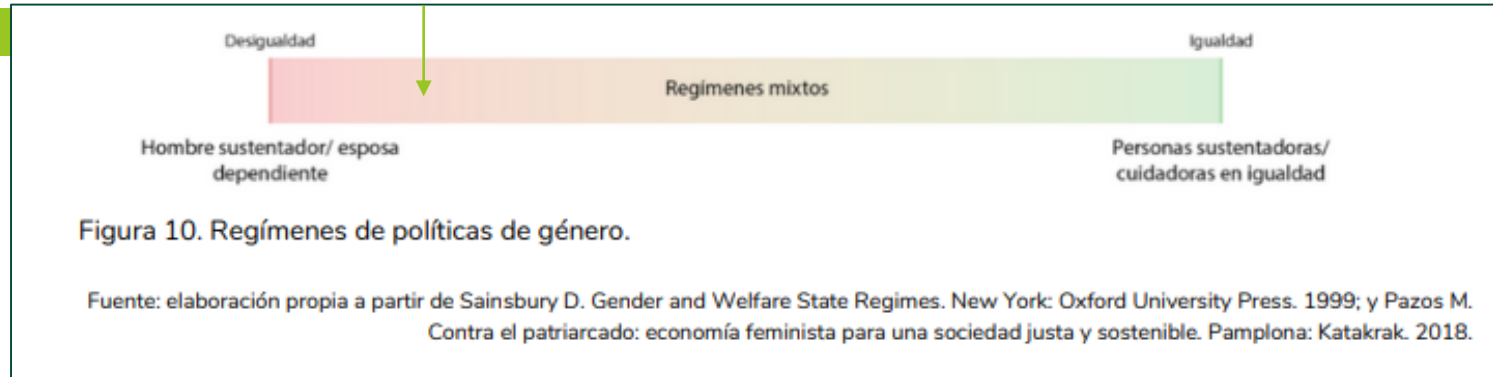 Desigualdad
Igualdad
Regímenes mixtos
Hombre sustentador/ esposa
dependiente
Personas sustentadoras/
cuidadoras en igualdad
Figura 10. Regímenes de políticas de género.
Fuente: elaboración propia a partir de Sainsbury D. Gender and Welfare State Regimes. New York: Oxford University Press. 1999; y Pazos M.
Contra el patriarcado: economía feminista para una sociedad justa y sostenible. Pamplona: Katakrak. 2018.